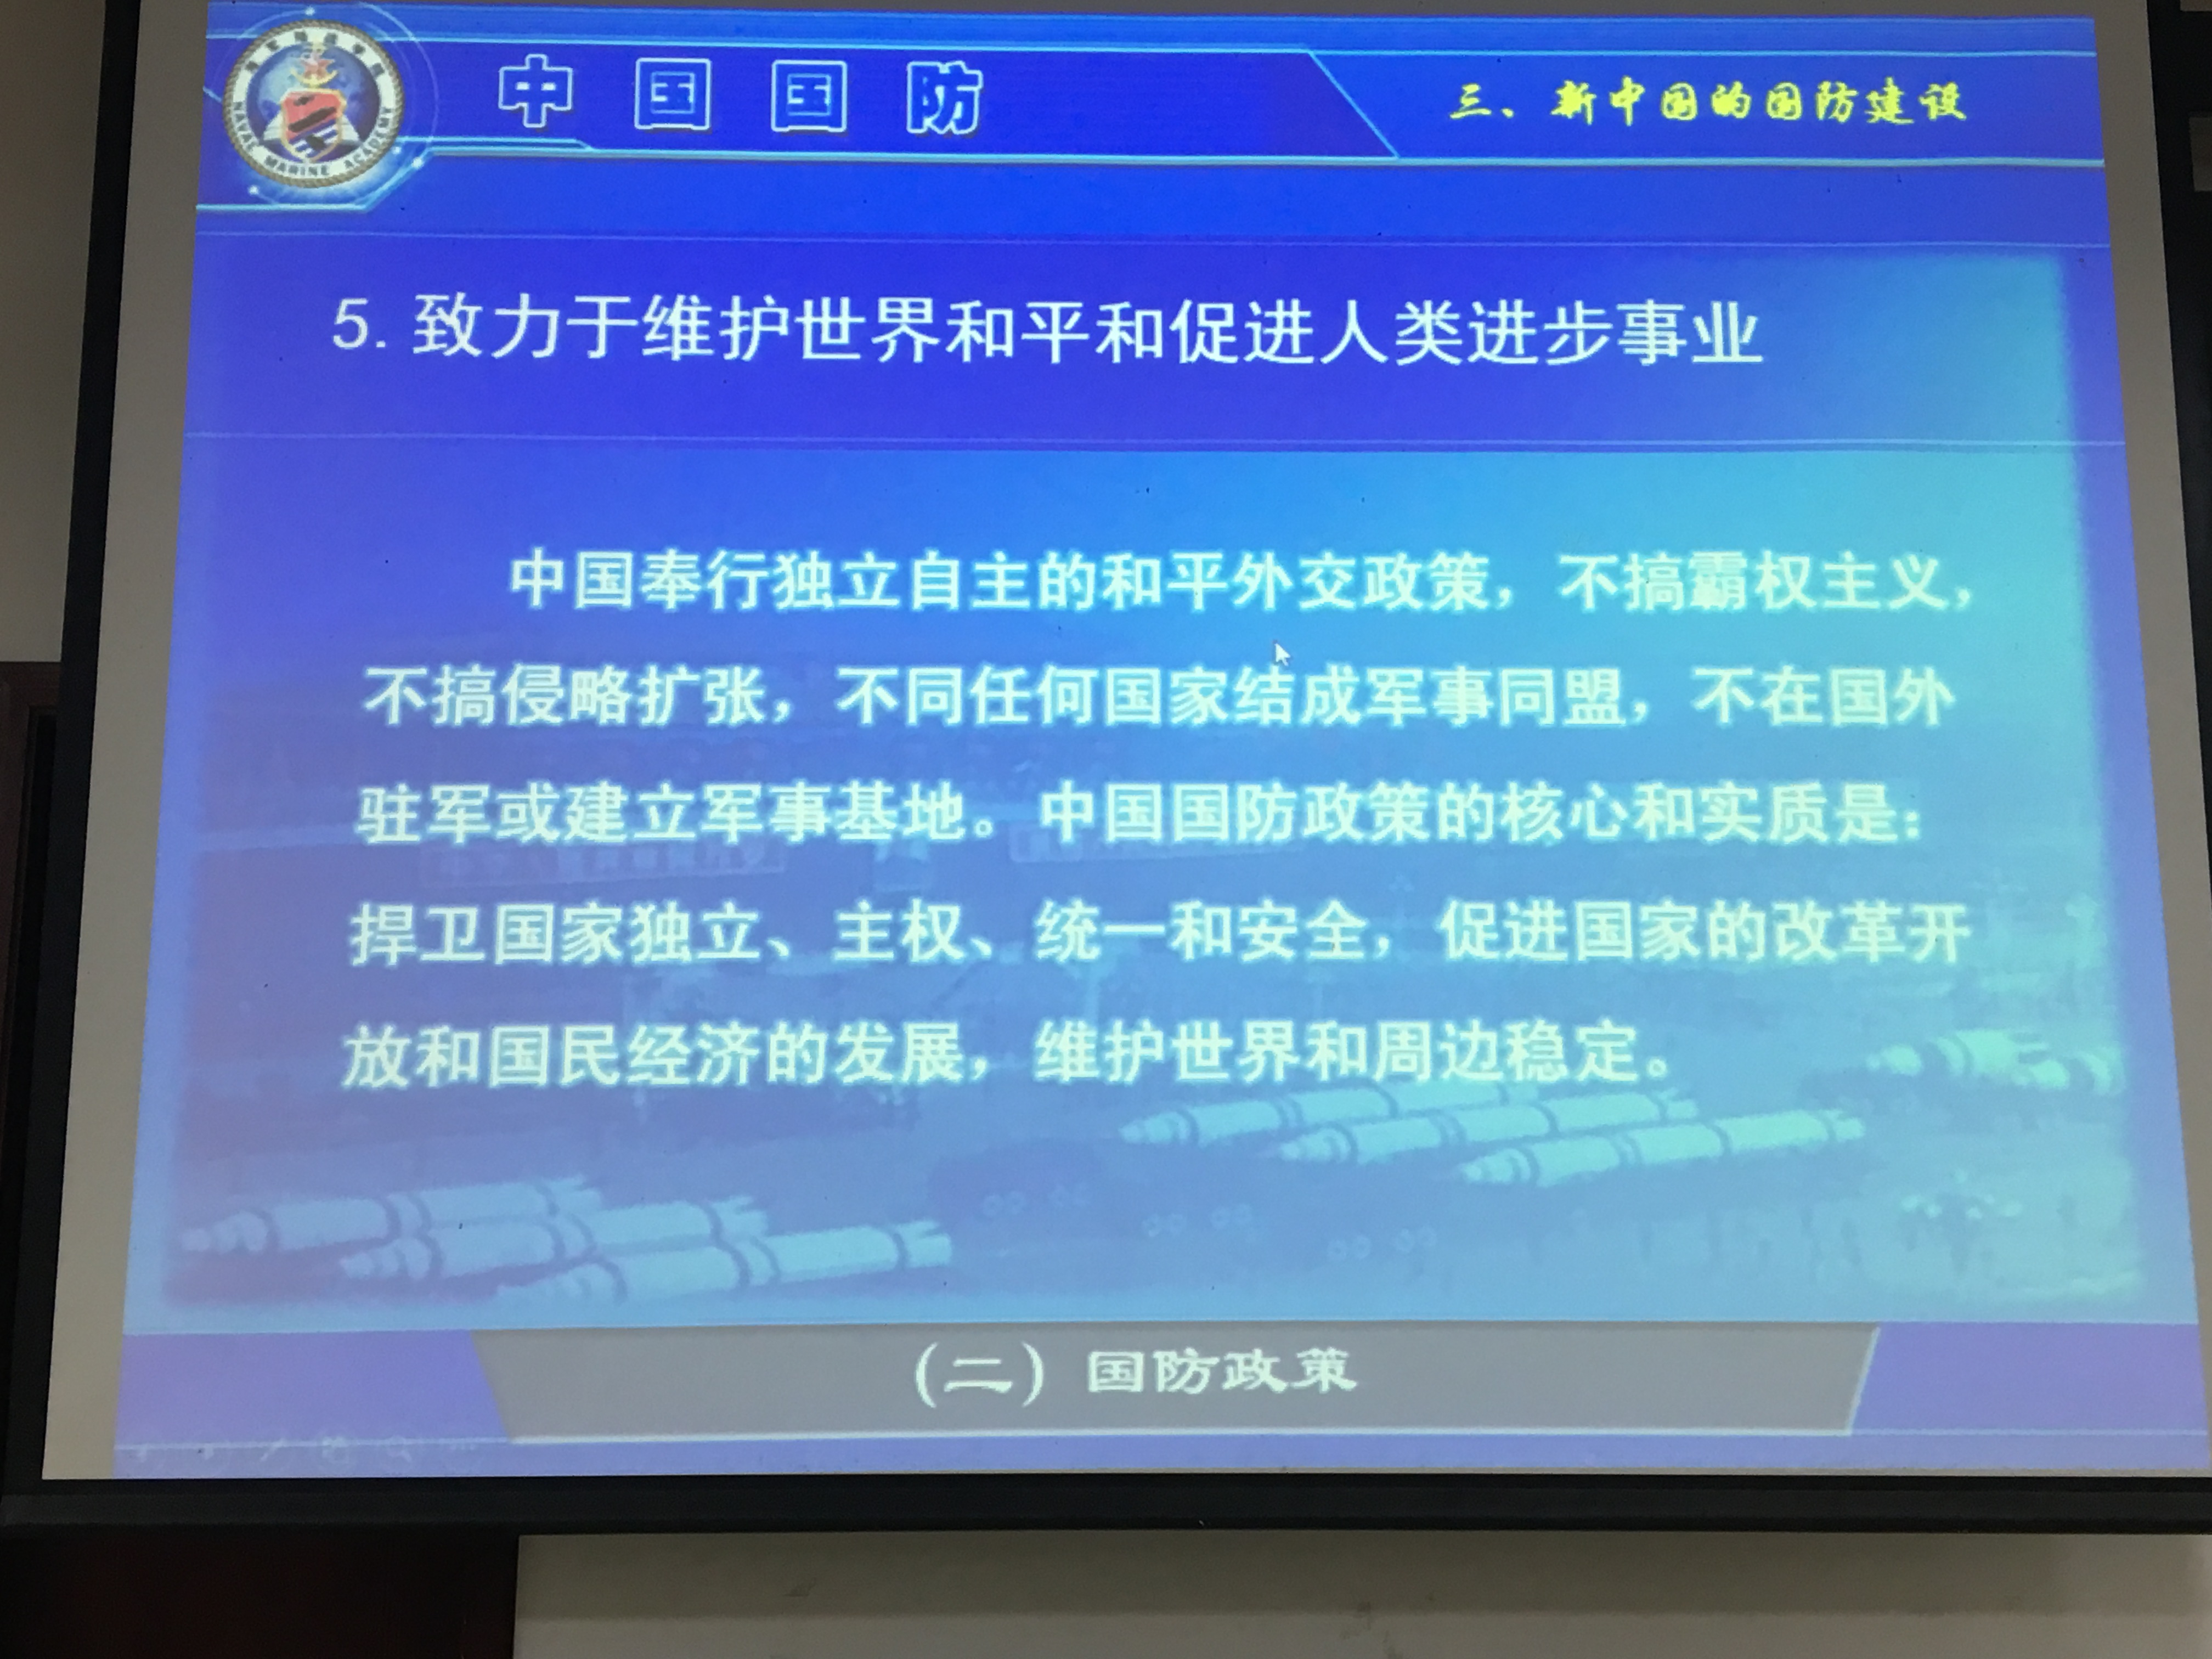 中国国防
三、新中国的国防建设
NAVAL MARINE ACADEMY
5. 致力于维护世界和平和促进人类进步事业
中国奉行独立自主的和平外交政策，不搞霸权主义，
不搞侵略扩张，不同任何国家结成军事同盟，不在国外
驻军或建立军事基地。中国国防政策的核心和实质是：
捍卫国家独立、主权、统一和安全，促进国家的改革开
放和国民经济的发展，维护世界和周边稳定。
(二) 国防政策